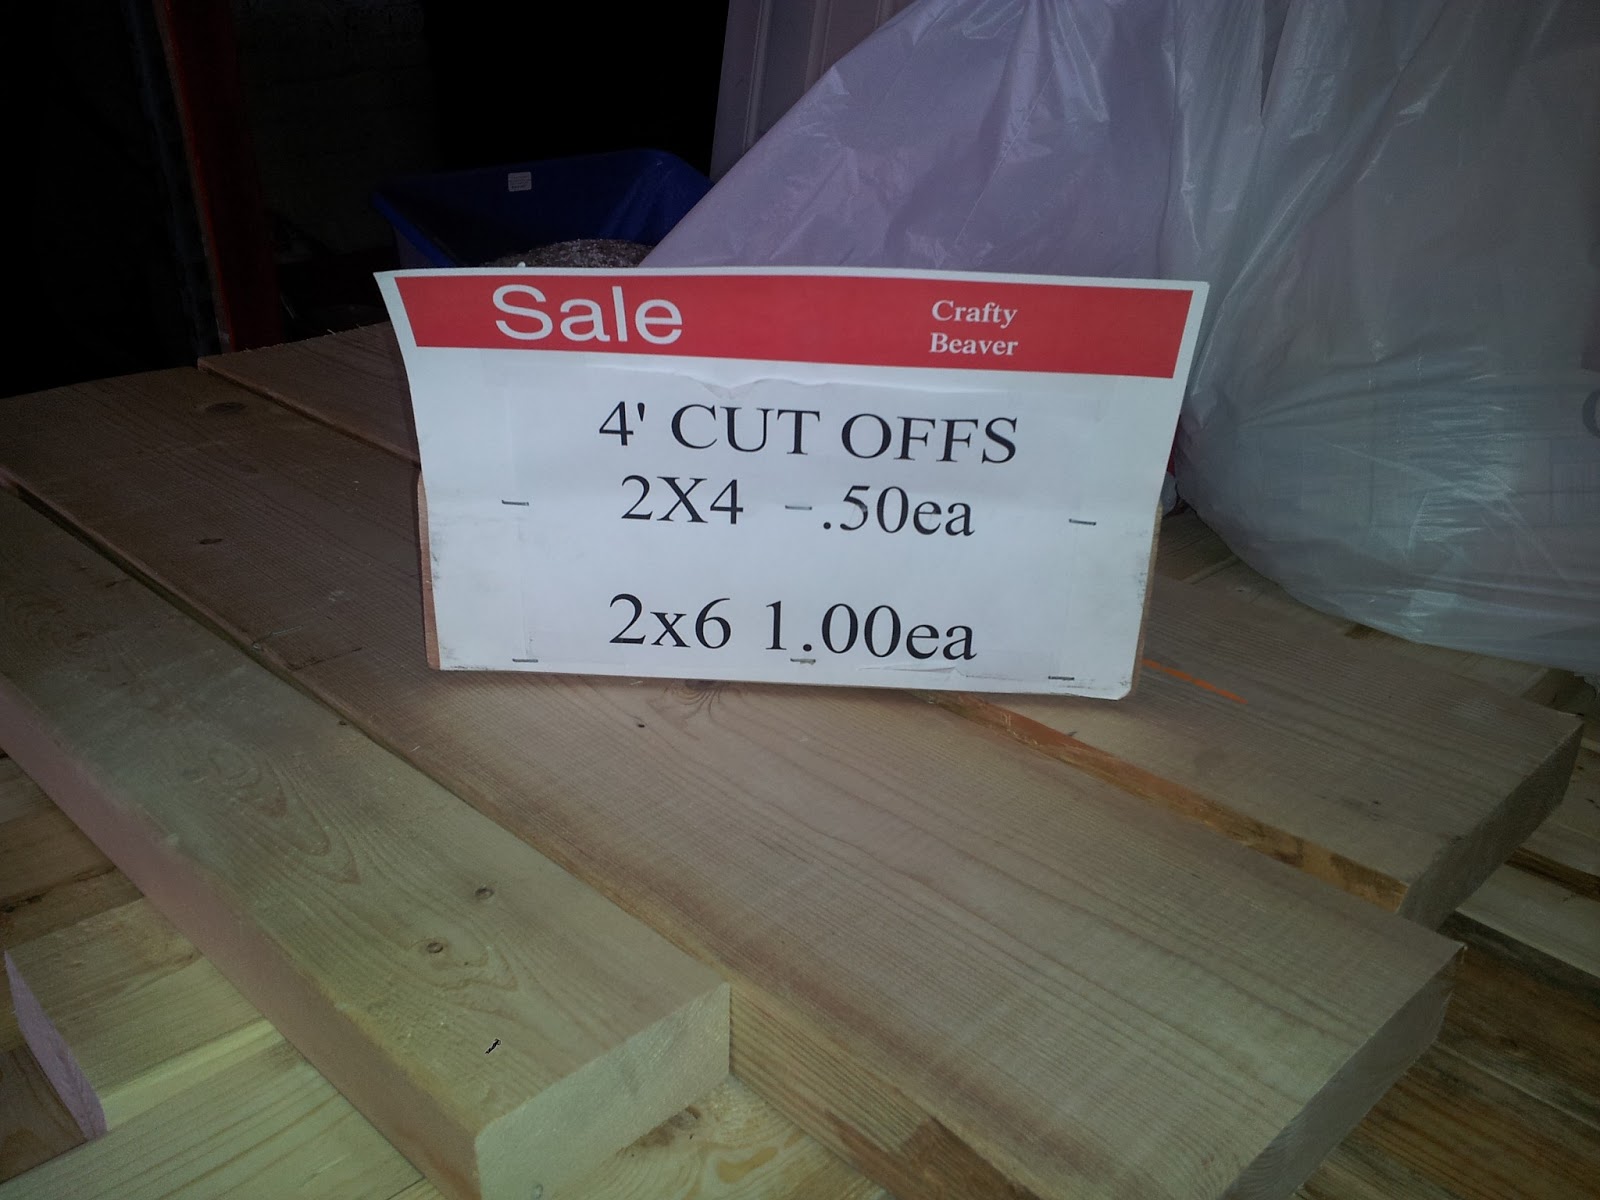 Sale
Crafty
Beaver
4' CUT OFFS
2X4 -.50ea
2x6 1.00ea